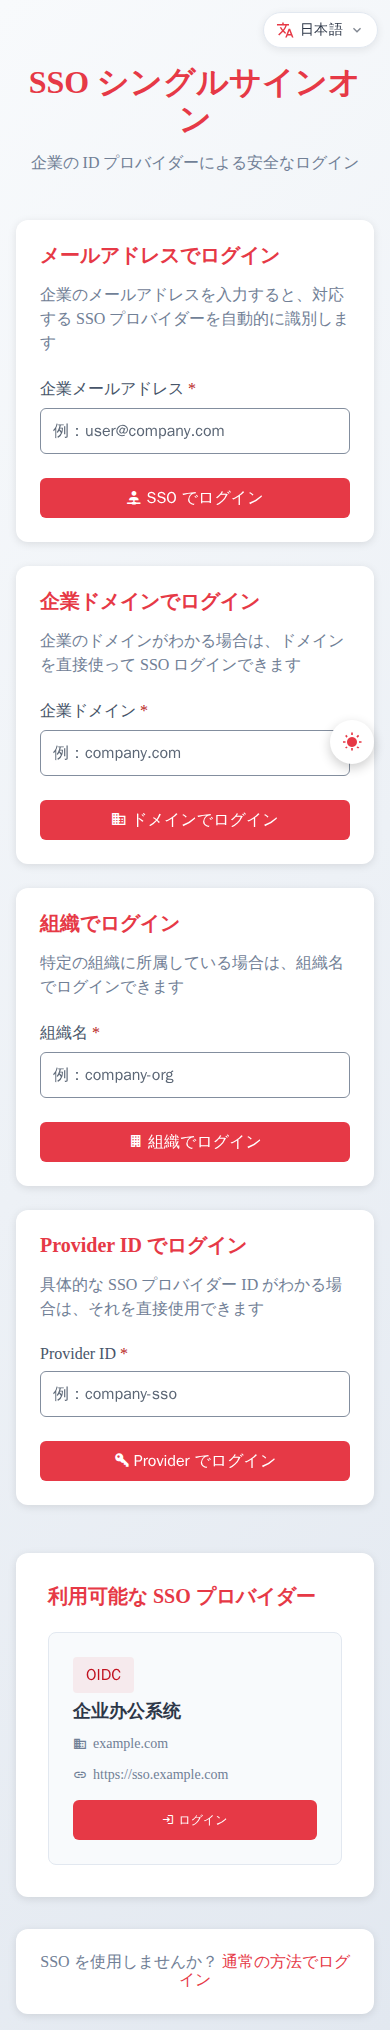 日本語
SSO シングルサインオ
ン
企業の ID プロバイダーによる安全なログイン
メールアドレスでログイン
企業のメールアドレスを入力すると、対応
する SSO プロバイダーを自動的に識別しま
す
企業メールアドレス *
例：user@company.com
SSO でログイン
企業ドメインでログイン
企業のドメインがわかる場合は、ドメイン
を直接使って SSO ログインできます
企業ドメイン *
例：company.com
ドメインでログイン
組織でログイン
特定の組織に所属している場合は、組織名
でログインできます
組織名 *
例：company-org
組織でログイン
Provider ID でログイン
具体的な SSO プロバイダー ID がわかる場
合は、それを直接使用できます
Provider ID *
例：company-sso
Provider でログイン
利用可能な SSO プロバイダー
OIDC
企业办公系统
example.com
https://sso.example.com
ログイン
SSO を使用しませんか？ 通常の方法でログ
イン